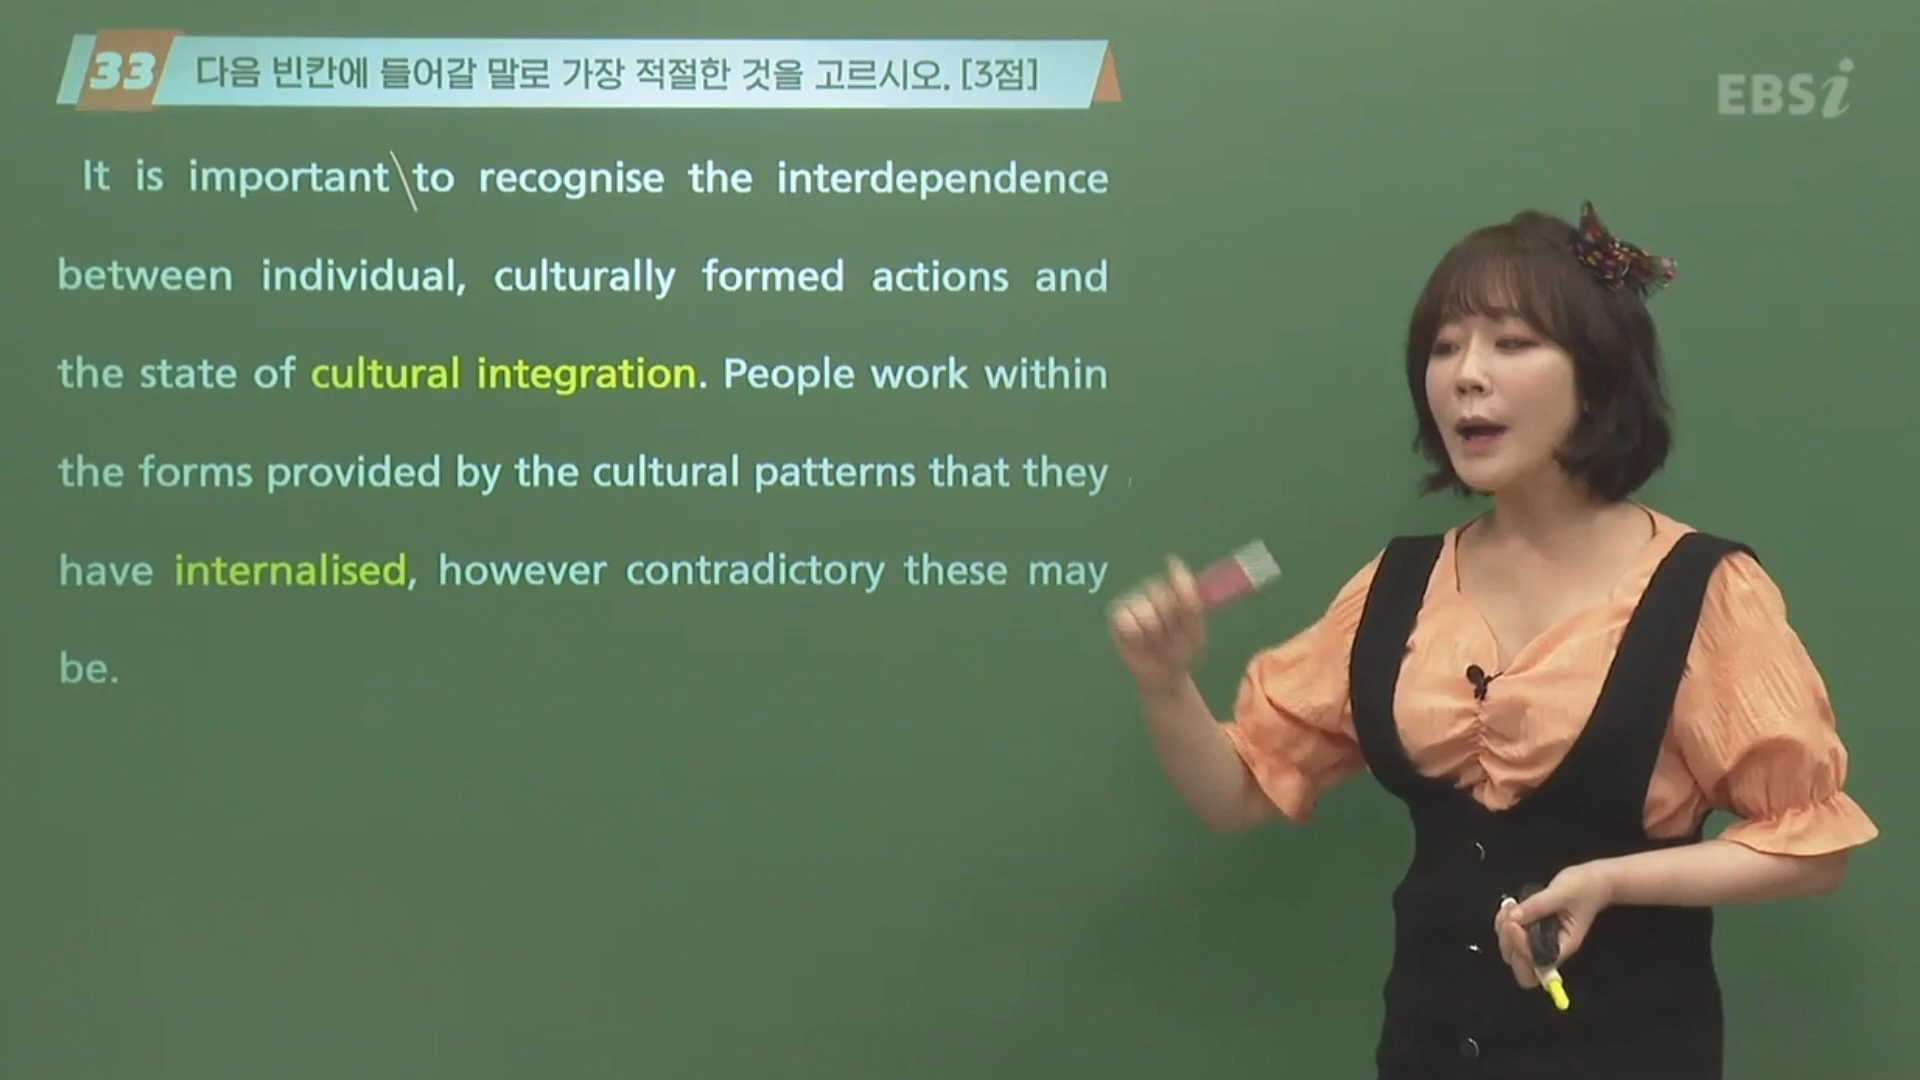 33 다음 빈칸에 들어갈 말로 가장 적절한 것을 고르시오. [3점]
EBSi
It is important to recognise the interdependence
between individual, culturally formed actions and
the state of cultural integration. People work within
the forms provided by the cultural patterns that they
have internalised, however contradictory these may
be.